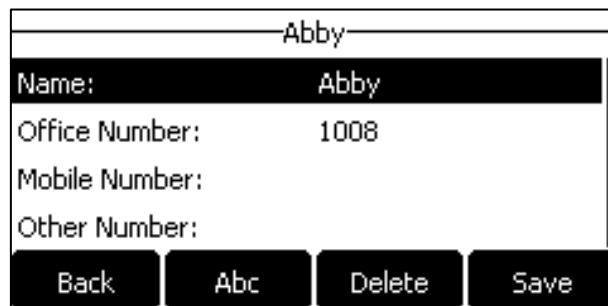 Abby
Name: Abby
Office Number: 1008
Mobile Number:
Other Number:
Back Abc Delete Save